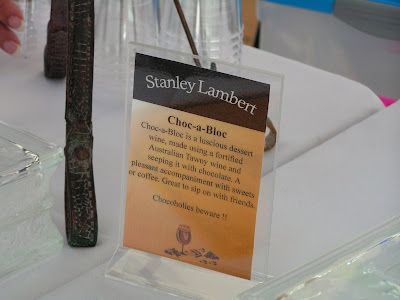 Stanley Lambert
Choc-a-Bloc
Choc-a-Bloc is a luscious dessert
wine, made using a fortified
Australian Tawny wine and
seeping it with chocolate. A
pleasant accompaniment with sweets
or coffee. Great to sip on with friends.
Chocoholics beware !!